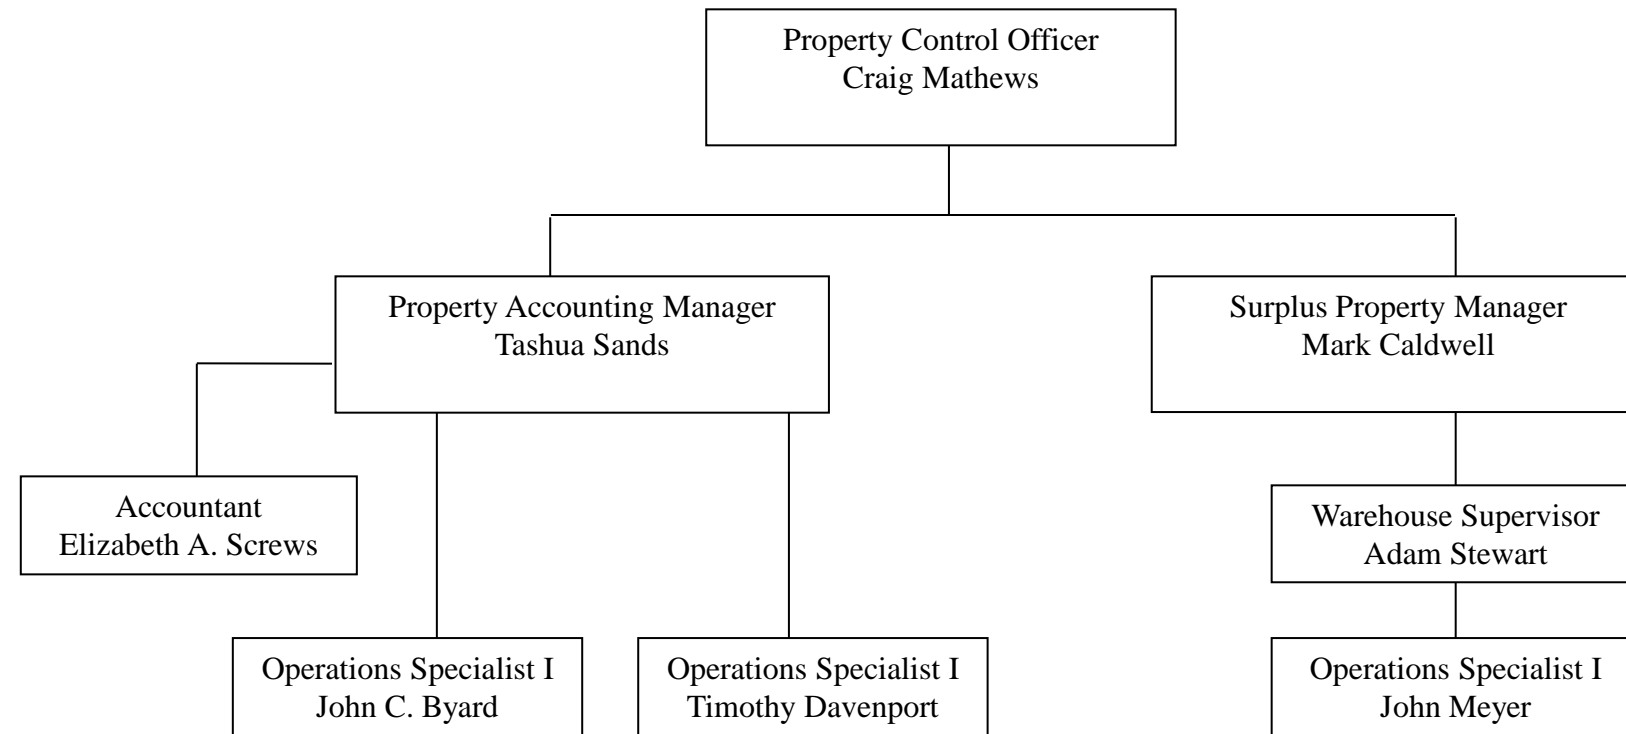 Property Control Officer
Craig Mathews
Property Accounting Manager
Tashua Sands
Surplus Property Manager
Mark Caldwell
Accountant
Elizabeth A. Screws
Warehouse Supervisor
Adam Stewart
Operations Specialist I
John C. Byard
Operations Specialist I
Timothy Davenport
Operations Specialist I
John Meyer